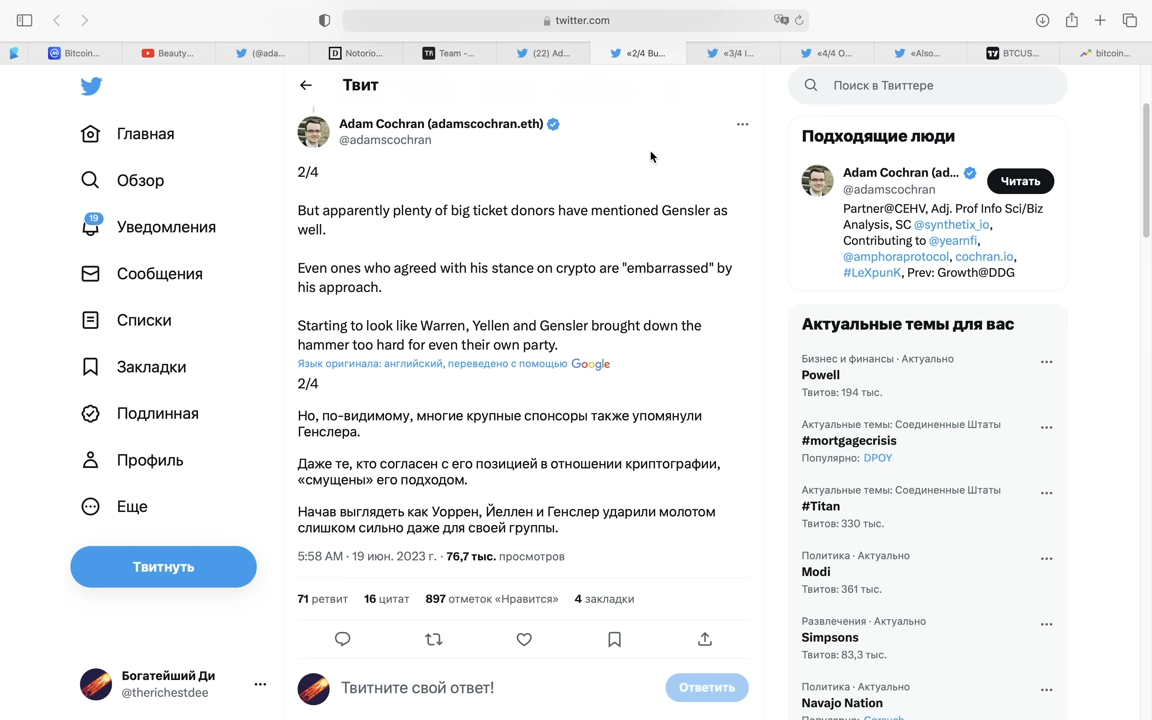 twitter.com
Bitcoin...
Beauty...
(@ada...
Notorio...
Team -...
(22) Ad...
«2/4 Bu...
«3/4 I...
«4/4 O...
«Also...
BTCUS...
bitcoin...
Твит
Adam Cochran (adamscochran.eth)
@adamscochran
2/4
But apparently plenty of big ticket donors have mentioned Gensler as
well.
Even ones who agreed with his stance on crypto are "embarrassed" by
his approach.
Starting to look like Warren, Yellen and Gensler brought down the
hammer too hard for even their own party.
Язык оригинала: английский, переведено с помощью Google
2/4
Но, по-видимому, многие крупные спонсоры также упомянули
Генслера.
Даже те, кто согласен с его позицией в отношении криптографии,
«смущены» его подходом.
Начав выглядеть как Уоррен, Йеллен и Генслер ударили молотом
слишком сильно даже для своей группы.
5:58 AM · 19 июн. 2023 г. · 76,7 тыс. просмотров
71 ретвит 16 цитат 897 отметок «Нравится» 4 закладки
Твитните свой ответ!
Ответить
Главная
Обзор
19
Уведомления
Сообщения
Списки
Закладки
Подлинная
Профиль
Еще
Твитнуть
Богатейший Ди
@therichestdee
Поиск в Твиттере
Подходящие люди
Adam Cochran (ad...
@adamscochran
Читать
Partner@CEHV, Adj. Prof Info Sci/Biz
Analysis, SC @synthetix_io,
Contributing to @yearnfi,
@amphoraprotocol, cochran.io,
#LeXpunK, Prev: Growth@DDG
Актуальные темы для вас
Бизнес и финансы · Актуально
Powell
Твитов: 194 тыс.
Актуальные темы: Соединенные Штаты
#mortgagecrisis
Популярно: DPOY
Актуальные темы: Соединенные Штаты
#Titan
Твитов: 330 тыс.
Политика · Актуально
Modi
Твитов: 361 тыс.
Развлечения · Актуально
Simpsons
Твитов: 83,3 тыс.
Политика · Актуально
Navajo Nation